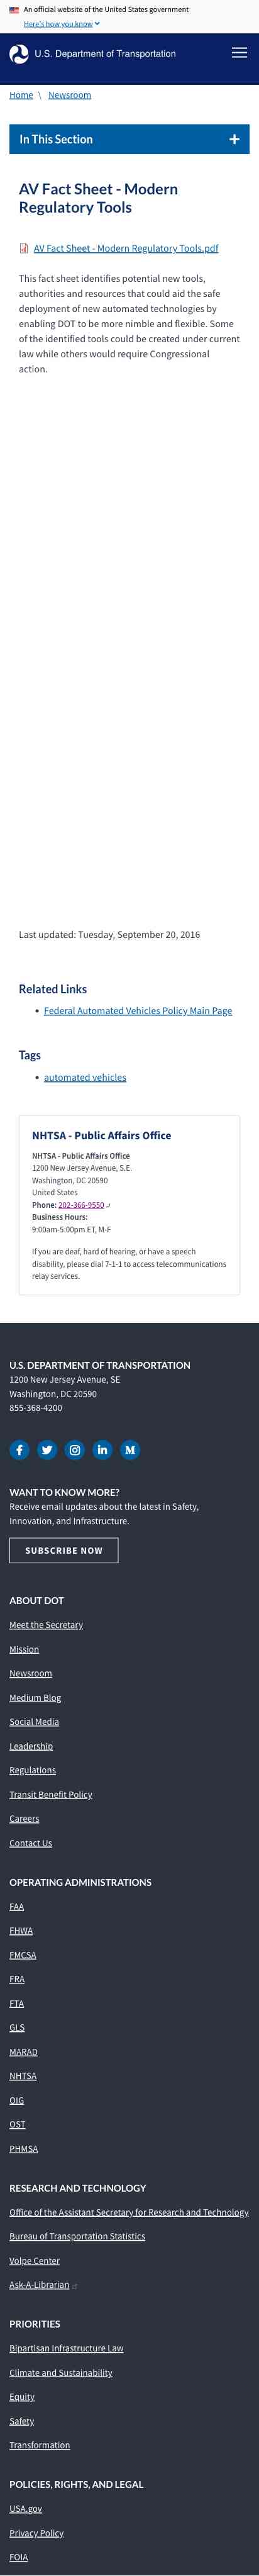 An official website of the United States government
Here's how you know
U.S. Department of Transportation
Home \ Newsroom
In This Section
AV Fact Sheet - Modern
Regulatory Tools
AV Fact Sheet - Modern Regulatory Tools.pdf
This fact sheet identifies potential new tools,
authorities and resources that could aid the safe
deployment of new automated technologies by
enabling DOT to be more nimble and flexible. Some
of the identified tools could be created under current
law while others would require Congressional
action.
Last updated: Tuesday, September 20, 2016
Related Links
• Federal Automated Vehicles Policy Main Page
Tags
• automated vehicles
NHTSA - Public Affairs Office
NHTSA - Public Affairs Office
1200 New Jersey Avenue, S.E.
Washington, DC 20590
United States
Phone: 202-366-9550
Business Hours:
9:00am-5:00pm ET, M-F
If you are deaf, hard of hearing, or have a speech
disability, please dial 7-1-1 to access telecommunications
relay services.
U.S. DEPARTMENT OF TRANSPORTATION
1200 New Jersey Avenue, SE
Washington, DC 20590
855-368-4200
WANT TO KNOW MORE?
Receive email updates about the latest in Safety,
Innovation, and Infrastructure.
SUBSCRIBE NOW
ABOUT DOT
Meet the Secretary
Mission
Newsroom
Medium Blog
Social Media
Leadership
Regulations
Transit Benefit Policy
Careers
Contact Us
OPERATING ADMINISTRATIONS
FAA
FHWA
FMCSA
FRA
FTA
GLS
MARAD
NHTSA
OIG
OST
PHMSA
RESEARCH AND TECHNOLOGY
Office of the Assistant Secretary for Research and Technology
Bureau of Transportation Statistics
Volpe Center
Ask-A-Librarian
PRIORITIES
Bipartisan Infrastructure Law
Climate and Sustainability
Equity
Safety
Transformation
POLICIES, RIGHTS, AND LEGAL
USA.gov
Privacy Policy
FOIA